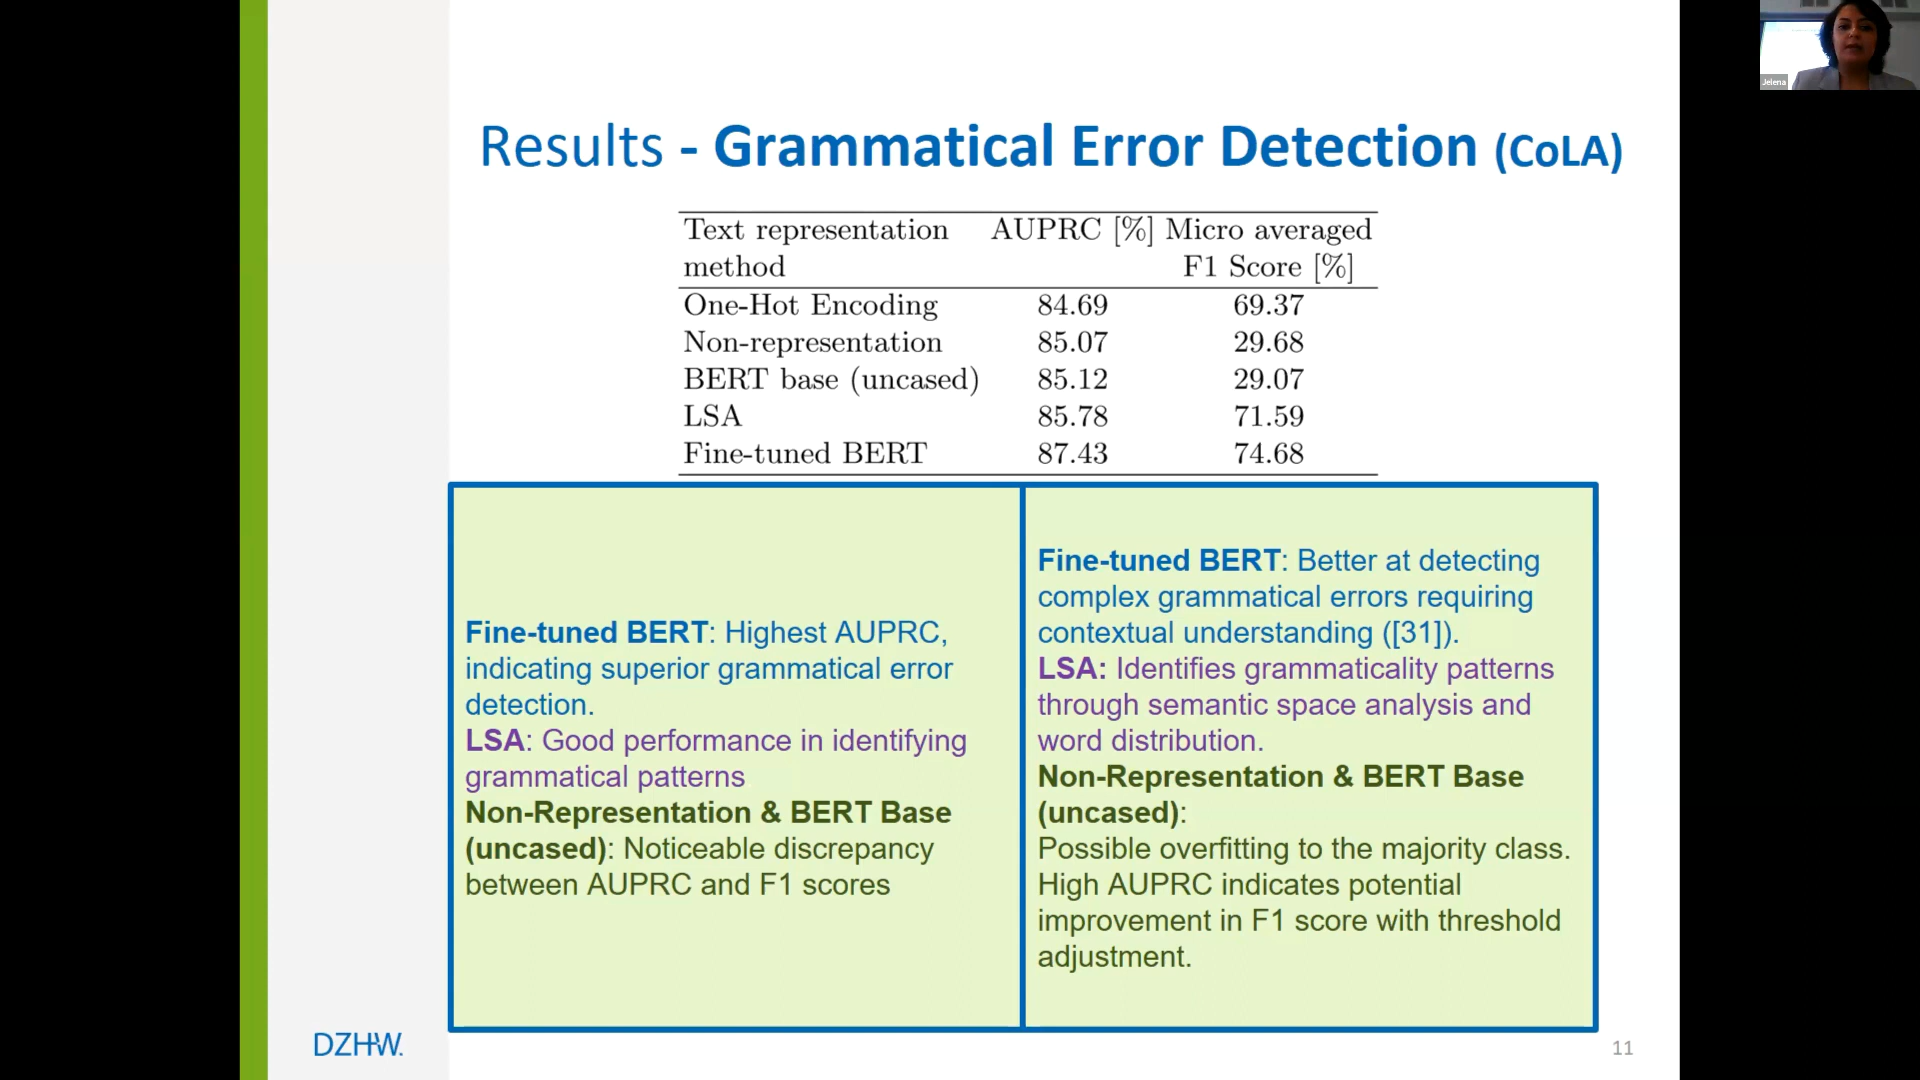 Jelena
Results - Grammatical Error Detection (CoLA)
Text representation AUPRC [%] Micro averaged
method F1 Score [%]
One-Hot Encoding 84.69 69.37
Non-representation 85.07 29.68
BERT base (uncased) 85.12 29.07
LSA 85.78 71.59
Fine-tuned BERT 87.43 74.68
Fine-tuned BERT: Highest AUPRC,
indicating superior grammatical error
detection.
LSA: Good performance in identifying
grammatical patterns
Non-Representation & BERT Base
(uncased): Noticeable discrepancy
between AUPRC and F1 scores
Fine-tuned BERT: Better at detecting
complex grammatical errors requiring
contextual understanding ([31]).
LSA: Identifies grammaticality patterns
through semantic space analysis and
word distribution.
Non-Representation & BERT Base
(uncased):
Possible overfitting to the majority class.
High AUPRC indicates potential
improvement in F1 score with threshold
adjustment.
DZHW.
11